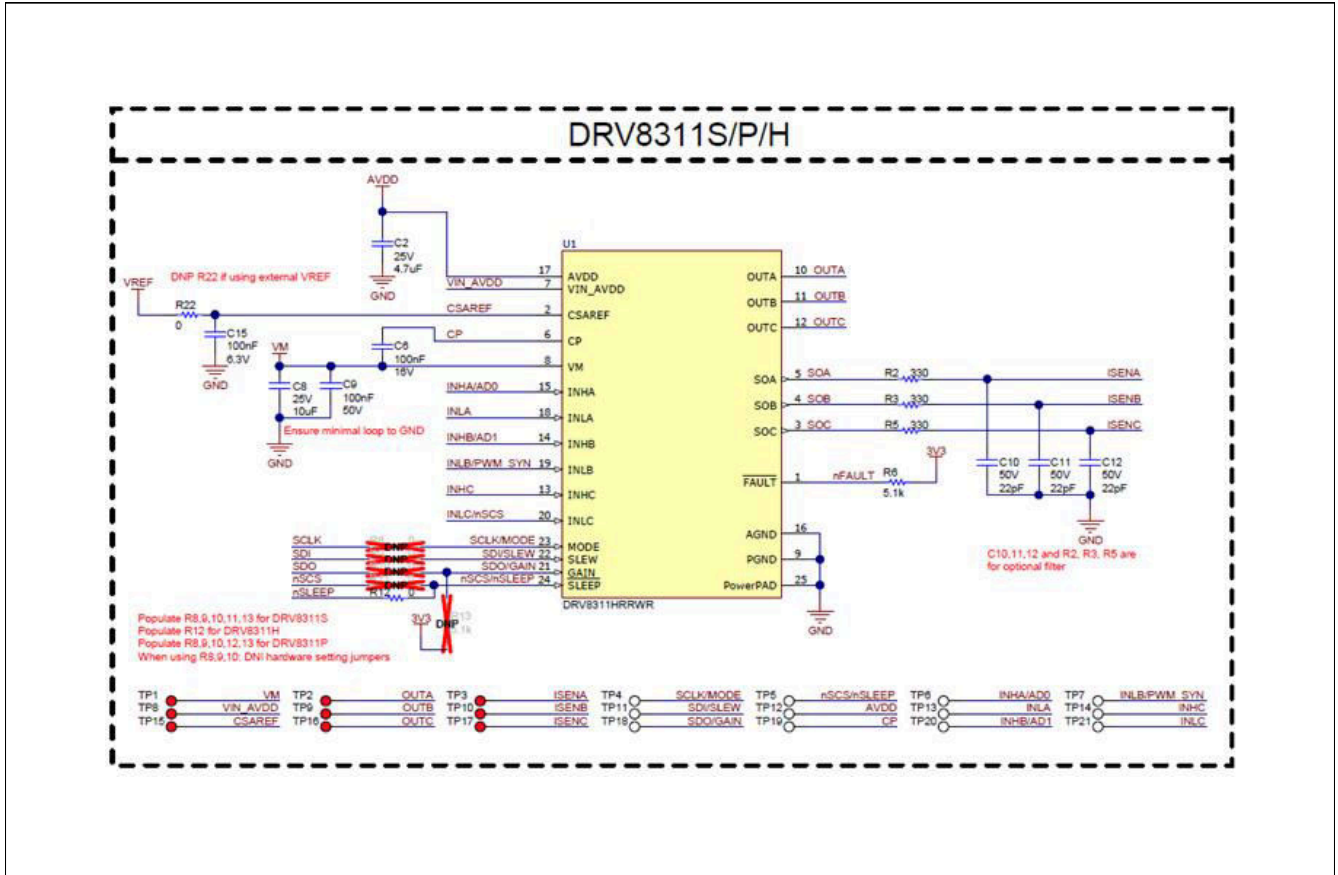 DRV8311S/P/H
AVDD
C2
25V
4.7uF
GND
DNP R22 if using external VREF
VREF
R22
0
C15
100nF
6.3V
GND
VIN_AVDD
CSAREF
CP
C6
100nF
16V
VM
C8
25V
10uF
C9
100nF
50V
Ensure minimal loop to GND
GND
INHA/AD0
INLA
INHB/AD1
INLB/PWM_SYN
INHC
INLC/nSCS
SCLK
SDI
SDO
nSCS
nSLEEP
DNP
DNP
DNP
DNP
R12 0
SCLK/MODE
SDI/SLEW
SDO/GAIN
nSCS/nSLEEP
3V3
DNP
R13
5.1k
U1
17 AVDD
7 VIN_AVDD
2 CSAREF
6 CP
8 VM
15 INHA
18 INLA
14 INHB
19 INLB
13 INHC
20 INLC
23 MODE
22 SLEW
21 GAIN
24 SLEEP
DRV8311HRRWR
OUTA 10 OUTA
OUTB 11 OUTB
OUTC 12 OUTC
SOA 5 SOA R2 330 ISENA
SOB 4 SOB R3 330 ISENB
SOC 3 SOC R5 330 ISENC
FAULT 1 nFAULT R6
5.1k
3V3
AGND 16
PGND 9
PowerPAD 25
GND
C10
50V
22pF
C11
50V
22pF
C12
50V
22pF
GND
C10,11,12 and R2, R3, R5 are
for optional filter
Populate R8,9,10,11,13 for DRV8311S
Populate R12 for DRV8311H
Populate R8,9,10,12,13 for DRV8311P
When using R8,9,10: DNI hardware setting jumpers
TP1 VM TP2 OUTA TP3 ISENA TP4 SCLK/MODE TP5 nSCS/nSLEEP TP6 INHA/AD0 TP7 INLB/PWM_SYN
TP8 VIN_AVDD TP9 OUTB TP10 ISENB TP11 SDI/SLEW TP12 AVDD TP13 INLA TP14 INHC
TP15 CSAREF TP16 OUTC TP17 ISENC TP18 SDO/GAIN TP19 CP TP20 INHB/AD1 TP21 INLC